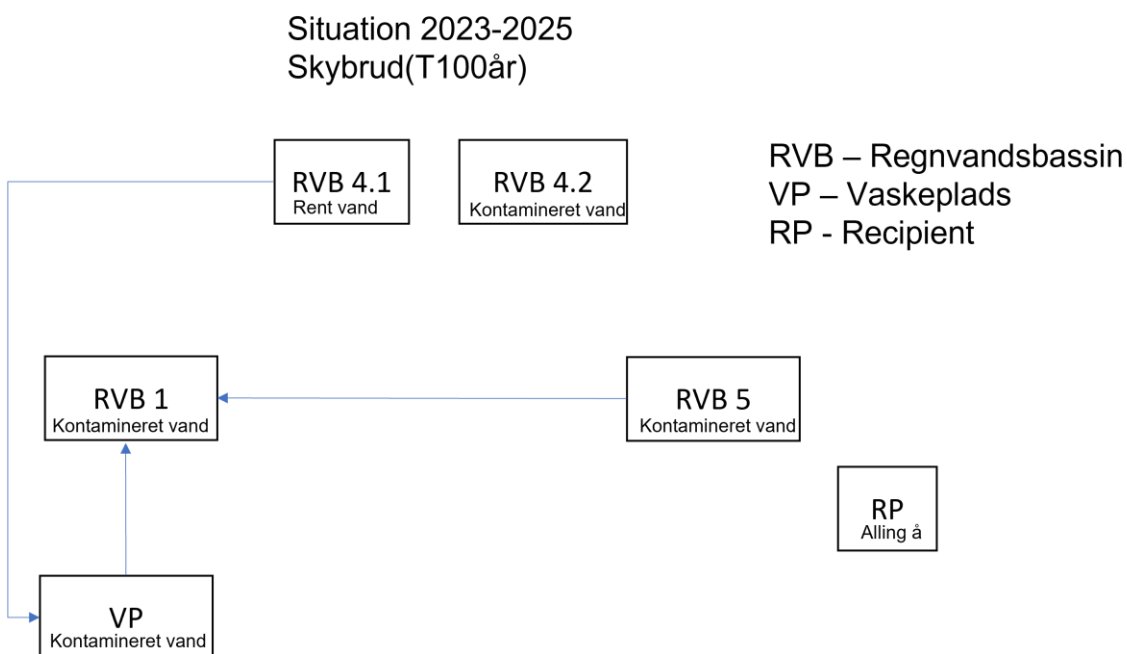 Situation 2023-2025
Skybrud(T100år)
RVB 4.1
Rent vand
RVB 4.2
Kontamineret vand
RVB – Regnvandsbassin
VP – Vaskeplads
RP - Recipient
RVB 1
Kontamineret vand
RVB 5
Kontamineret vand
RP
Alling å
VP
Kontamineret vand